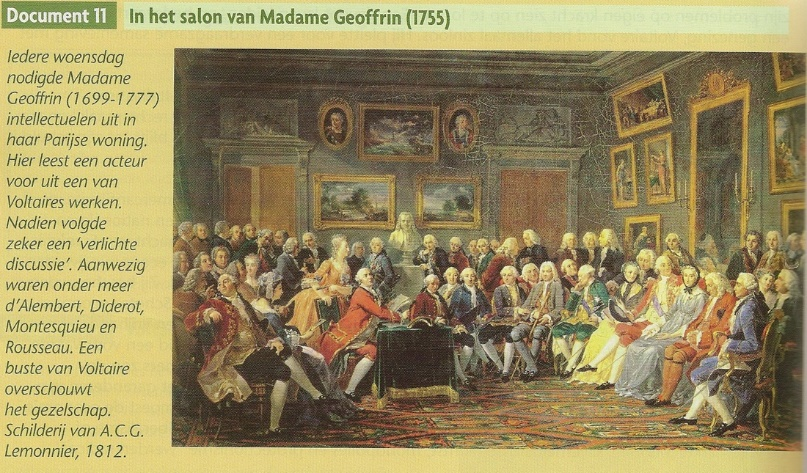 Document 11 In het salon van Madame Geoffrin (1755)
Iedere woensdag
nodigde Madame
Geoffrin (1699-1777)
intellectuelen uit in
haar Parijse woning.
Hier leest een acteur
voor uit een van
Voltaires werken.
Nadien volgde
zeker een ‘verlichte
discussie’. Aanwezig
waren onder meer
d’Alembert, Diderot,
Montesquieu en
Rousseau. Een
buste van Voltaire
overschouwt
het gezelschap.
Schilderij van A.C.G.
Lemonnier, 1812.